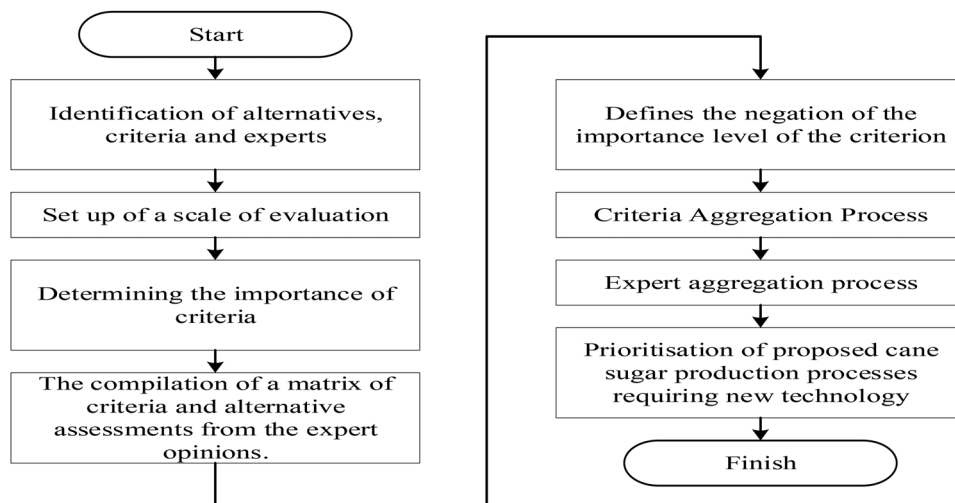 Start
Identification of alternatives,
criteria and experts
Set up of a scale of evaluation
Determining the importance of
criteria
The compilation of a matrix of
criteria and alternative
assessments from the expert
opinions.
Defines the negation of the
importance level of the criterion
Criteria Aggregation Process
Expert aggregation process
Prioritisation of proposed cane
sugar production processes
requiring new technology
Finish